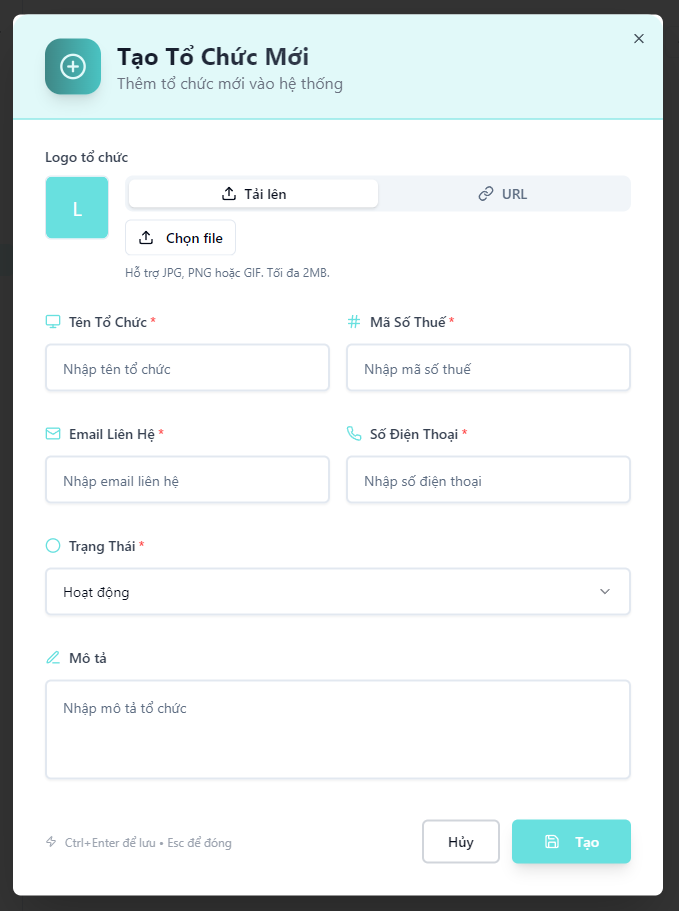 Tạo Tổ Chức Mới
Thêm tổ chức mới vào hệ thống
Logo tổ chức
L
Tải lên
URL
Chọn file
Hỗ trợ JPG, PNG hoặc GIF. Tối đa 2MB.
Tên Tổ Chức *
Mã Số Thuế *
Nhập tên tổ chức
Nhập mã số thuế
Email Liên Hệ *
Số Điện Thoại *
Nhập email liên hệ
Nhập số điện thoại
Trạng Thái *
Hoạt động
Mô tả
Nhập mô tả tổ chức
Ctrl+Enter để lưu • Esc để đóng
Hủy
Tạo